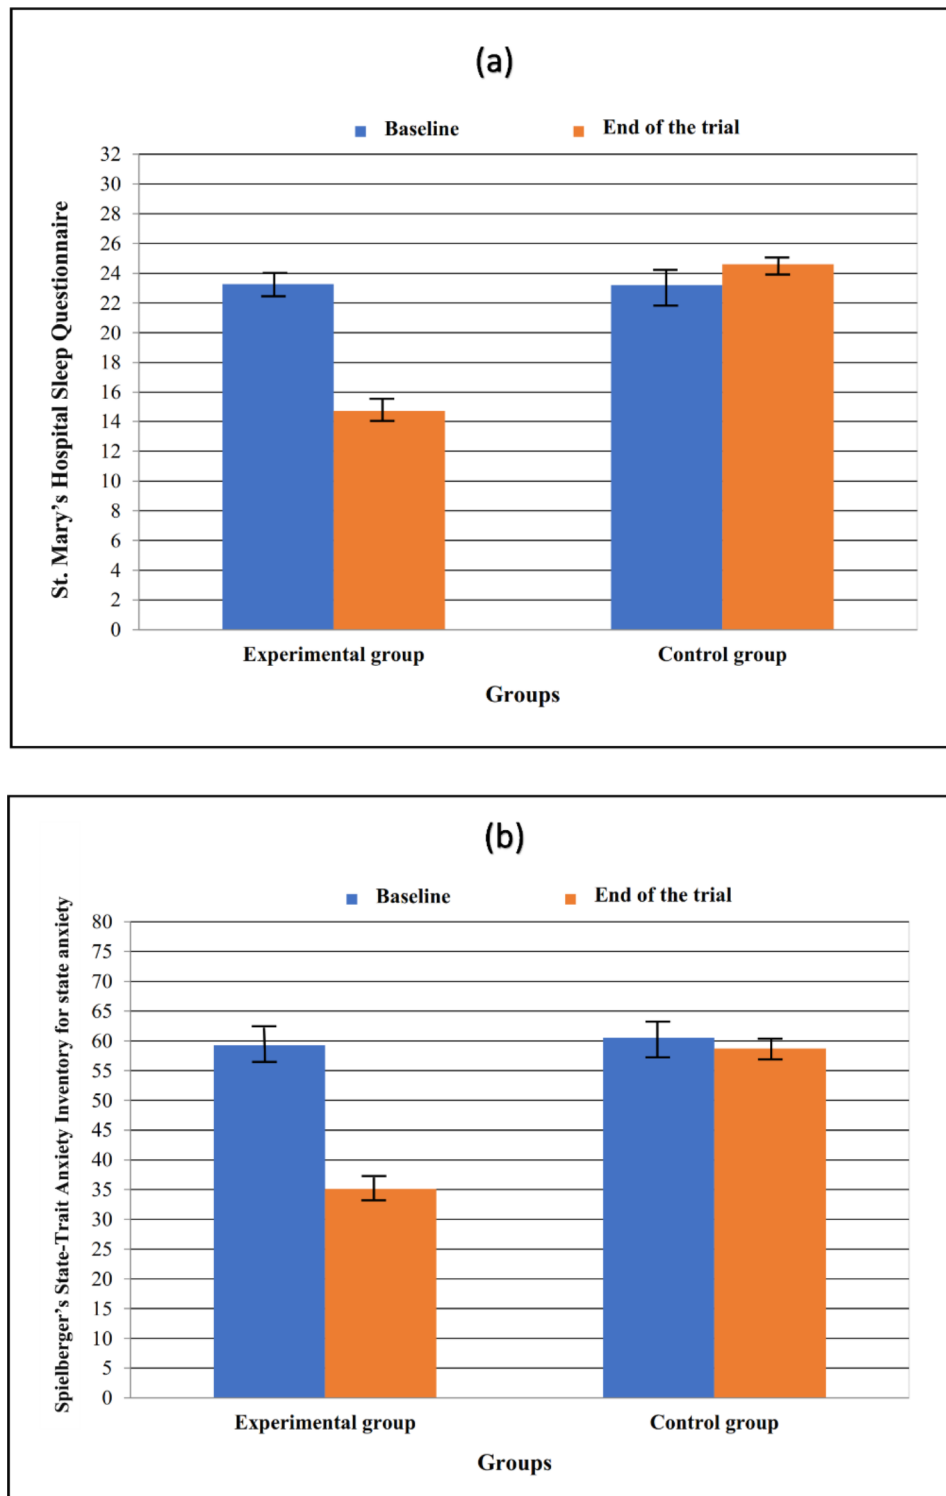 (a)
Baseline
End of the trial
St. Mary’s Hospital Sleep Questionnaire
32
30
28
26
24
22
20
18
16
14
12
10
8
6
4
2
0
Experimental group
Control group
Groups
(b)
Baseline
End of the trial
Spielberger’s State-Trait Anxiety Inventory for state anxiety
80
75
70
65
60
55
50
45
40
35
30
25
20
15
10
5
0
Experimental group
Control group
Groups